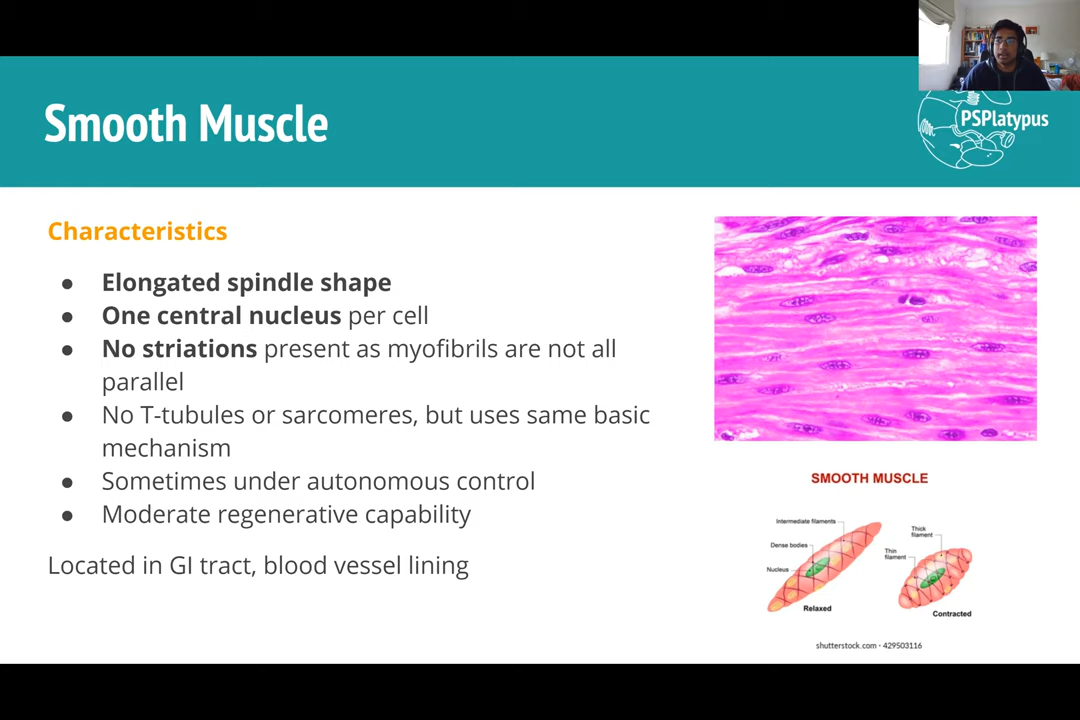 Smooth Muscle
PSPlatypus
Characteristics
● Elongated spindle shape
● One central nucleus per cell
● No striations present as myofibrils are not all
parallel
● No T-tubules or sarcomeres, but uses same basic
mechanism
● Sometimes under autonomous control
● Moderate regenerative capability
Located in GI tract, blood vessel lining
SMOOTH MUSCLE
Intermediate filaments
Dense bodies
Nucleus
Relaxed
Thick
filament
Thin
filament
Contracted
shutterstock.com · 429503116